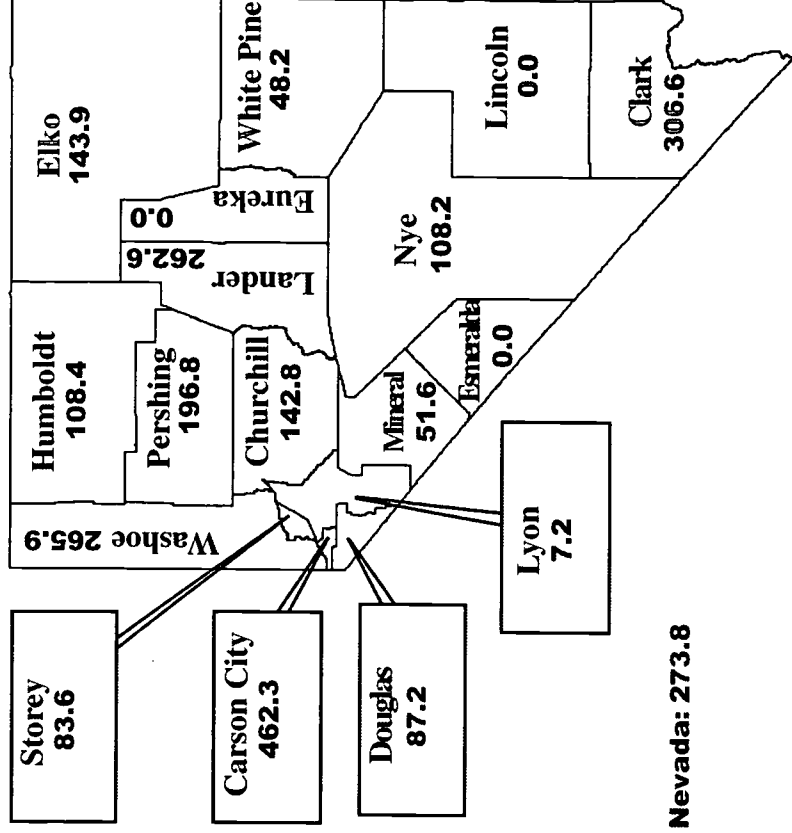 Elko
143.9
White Pine
48.2
Lincoln
0.0
Clark
306.6
Eureka
0.0
Lander
262.6
Nye
108.2
Humboldt
108.4
Pershing
196.8
Churchill
142.8
Mineral
51.6
Esmeralda
0.0
Washoe 265.9
Storey
83.6
Carson City
462.3
Douglas
87.2
Lyon
7.2
Nevada: 273.8